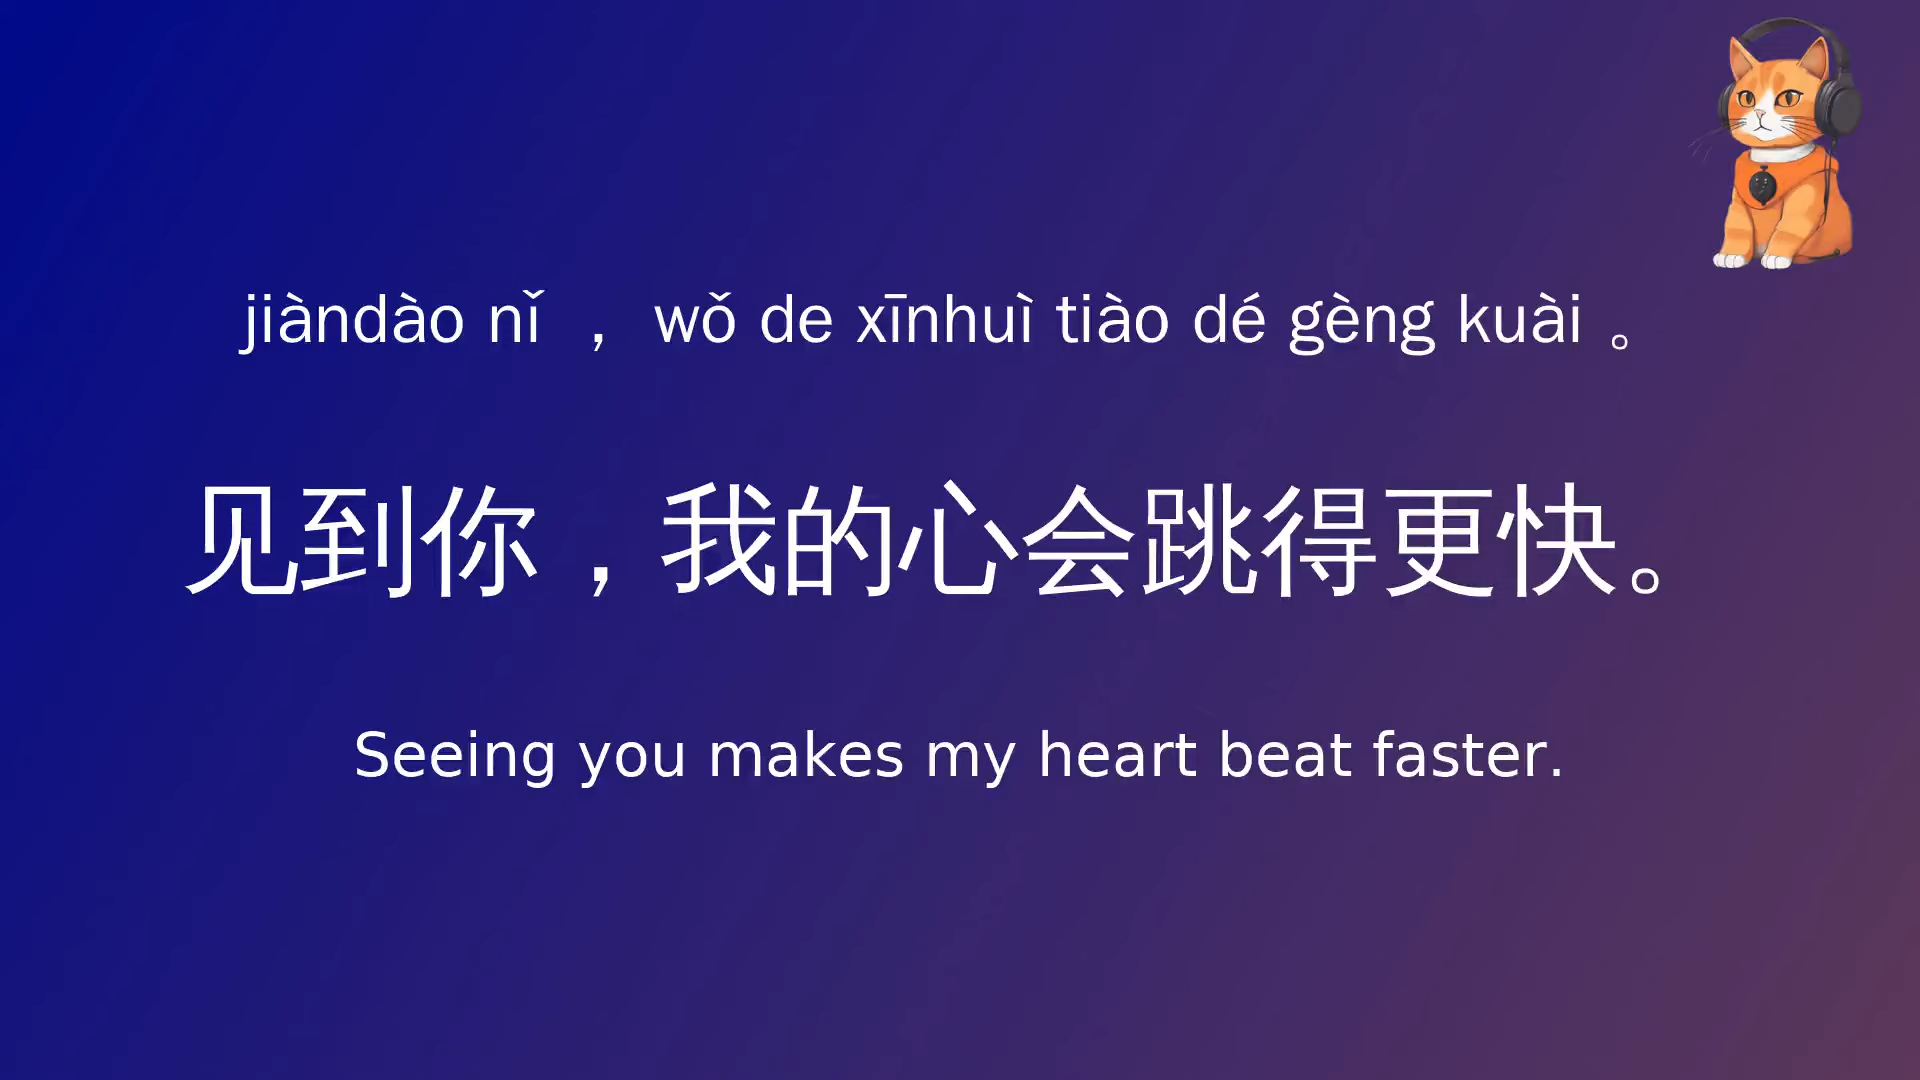 jiàndào nǐ ， wǒ de xīnhuì tiào dé gèng kuài 。
见到你，我的心会跳得更快。
Seeing you makes my heart beat faster.